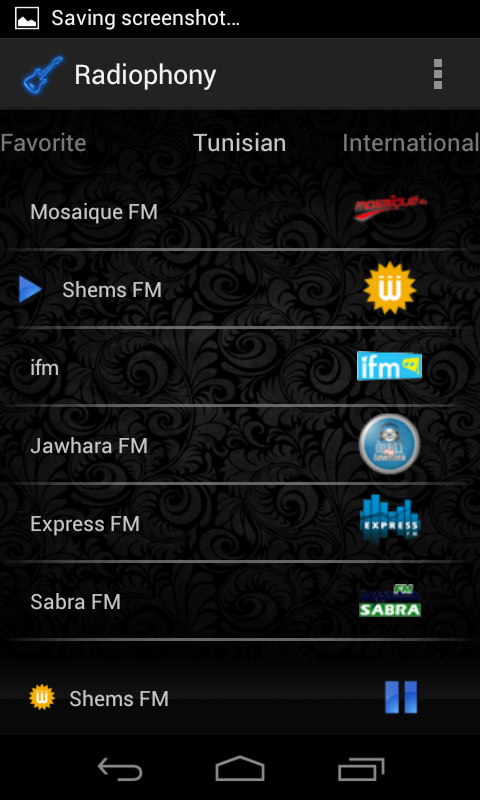 Saving screenshot...
Radiophony
Favorite Tunisian International
Mosaique FM mosaique fm
Shems FM
ifm ifm
Jawhara FM Jawhara
Express FM EXPRESS FM
Sabra FM FM SABRA
Shems FM